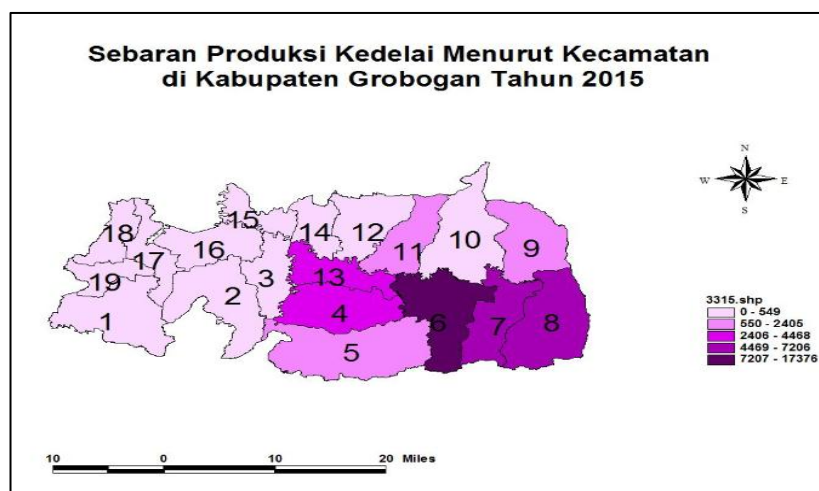 Sebaran Produksi Kedelai Menurut Kecamatan
di Kabupaten Grobogan Tahun 2015
N
W E
S
18 17 16 15 14 12 11 10 9
19 3 13
1 2 4 5 6 7 8
3315.shp
0 - 549
550 - 2405
2406 - 4468
4469 - 7206
7207 - 17376
10 0 10 20 Miles